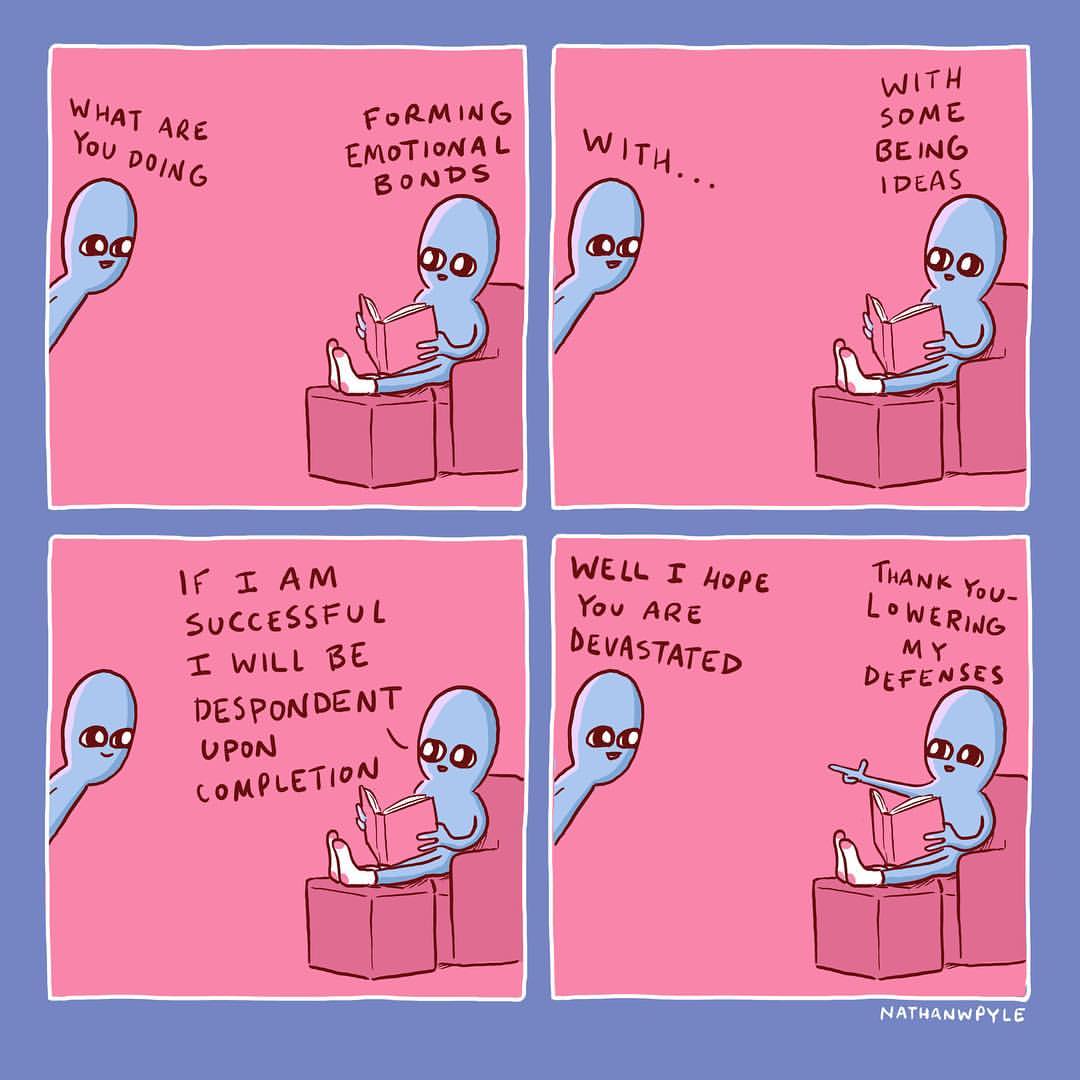 WHAT ARE
YOU DOING
FORMING
EMOTIONAL
BONDS
WITH...
WITH
SOME
BEING
IDEAS
IF I AM
SUCCESSFUL
I WILL BE
DESPONDENT
UPON
COMPLETION
WELL I HOPE
YOU ARE
DEVASTATED
THANK YOU-
LOWERING
MY
DEFENSES
NATHANWPYLE